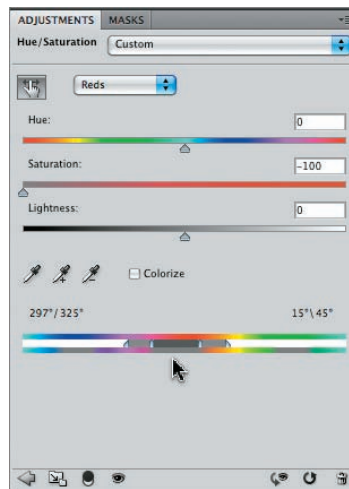 ADJUSTMENTS MASKS
Hue/Saturation Custom
Reds
Hue: 0
Saturation: -100
Lightness: 0
Colorize
297°/325° 15°\45°